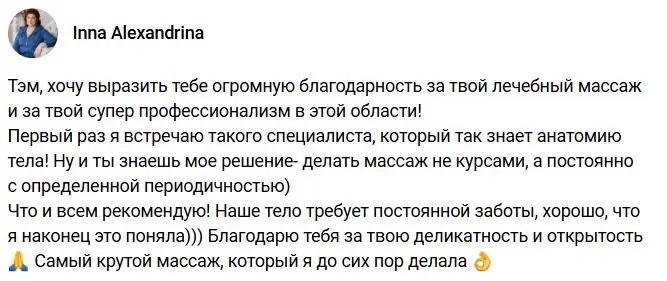 Inna Alexandrina
Тэм, хочу выразить тебе огромную благодарность за твой лечебный массаж
и за твой супер профессионализм в этой области!
Первый раз я встречаю такого специалиста, который так знает анатомию
тела! Ну и ты знаешь мое решение- делать массаж не курсами, а постоянно
с определенной периодичностью)
Что и всем рекомендую! Наше тело требует постоянной заботы, хорошо, что
я наконец это поняла))) Благодарю тебя за твою деликатность и открытость
🙏 Самый крутой массаж, который я до сих пор делала 👌